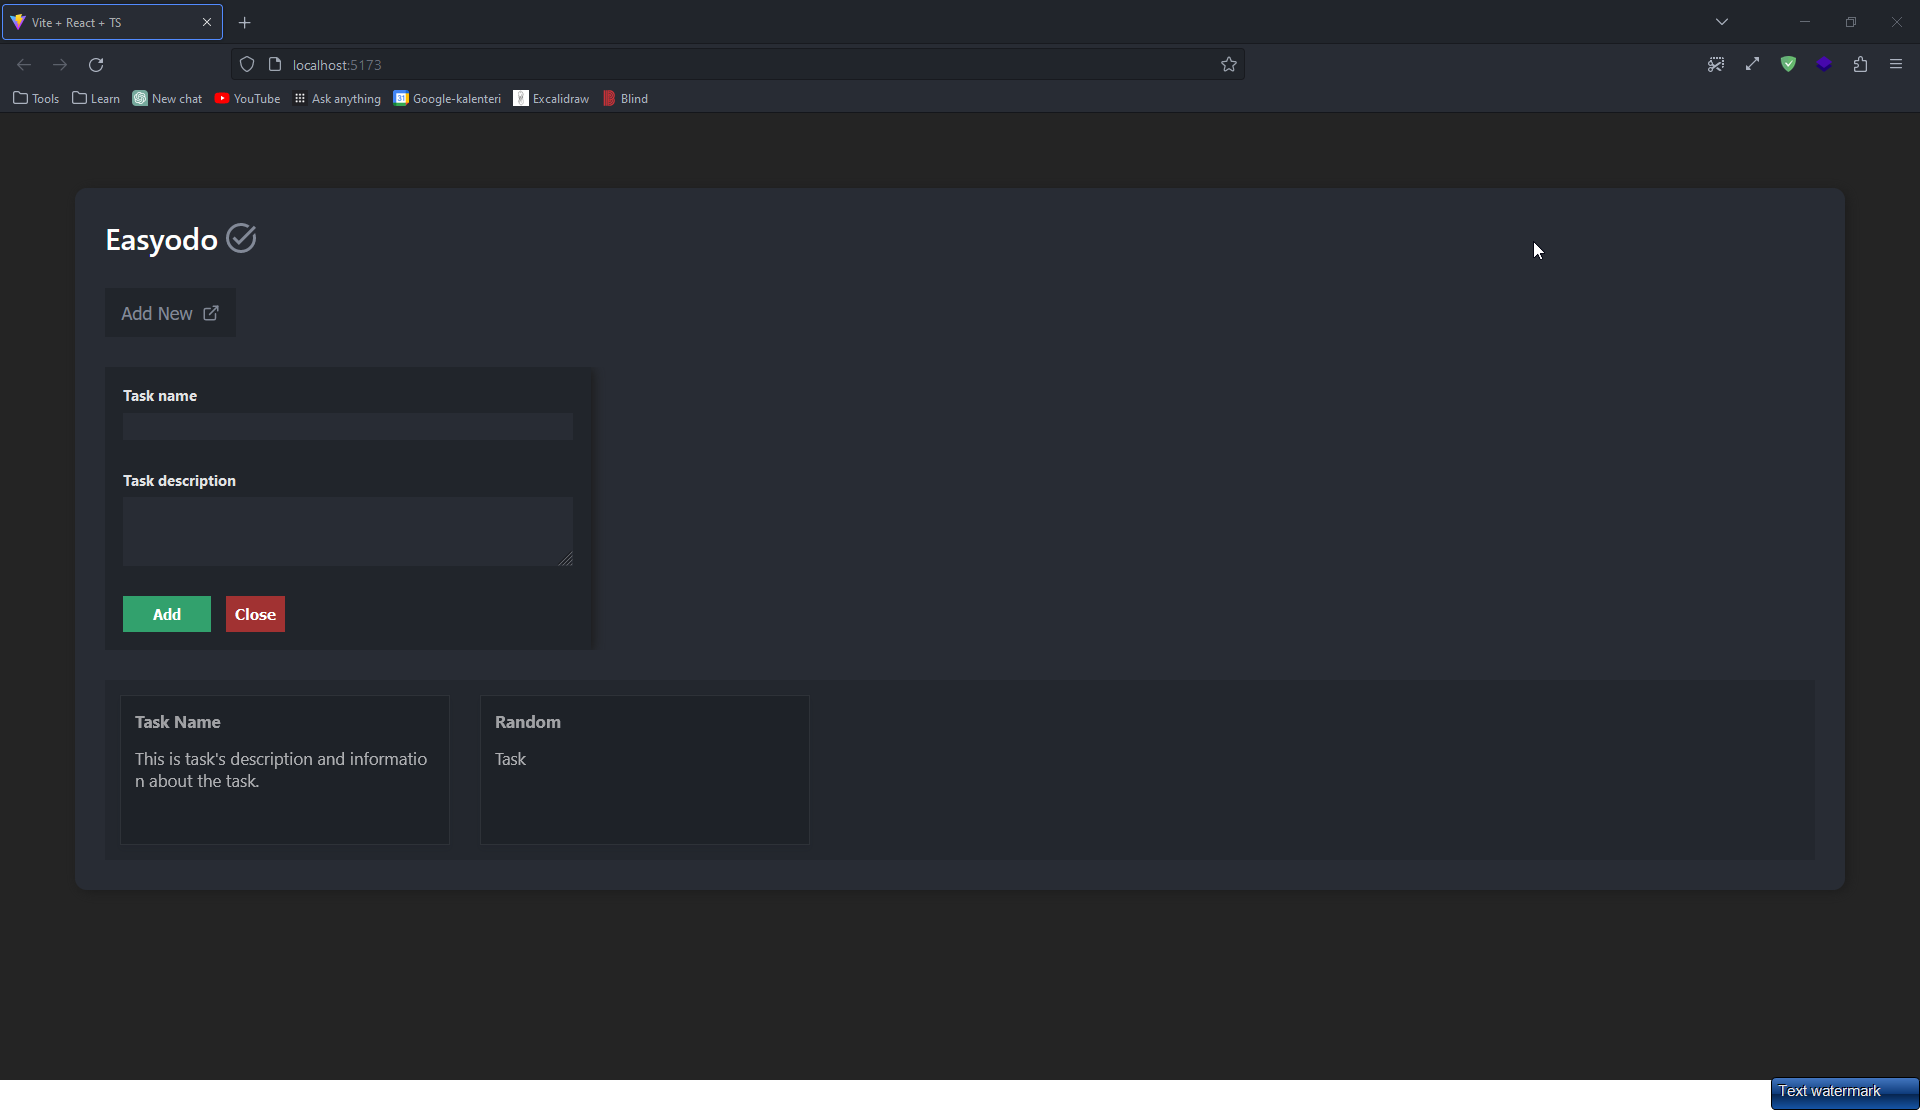 Vite + React + TS
localhost:5173
Tools Learn New chat YouTube Ask anything 31 Google-kalenteri Excalidraw Blind
Easyodo
Add New
Task name
Task description
Add Close
Task Name
This is task's description and informatio
n about the task.
Random
Task
Text watermark